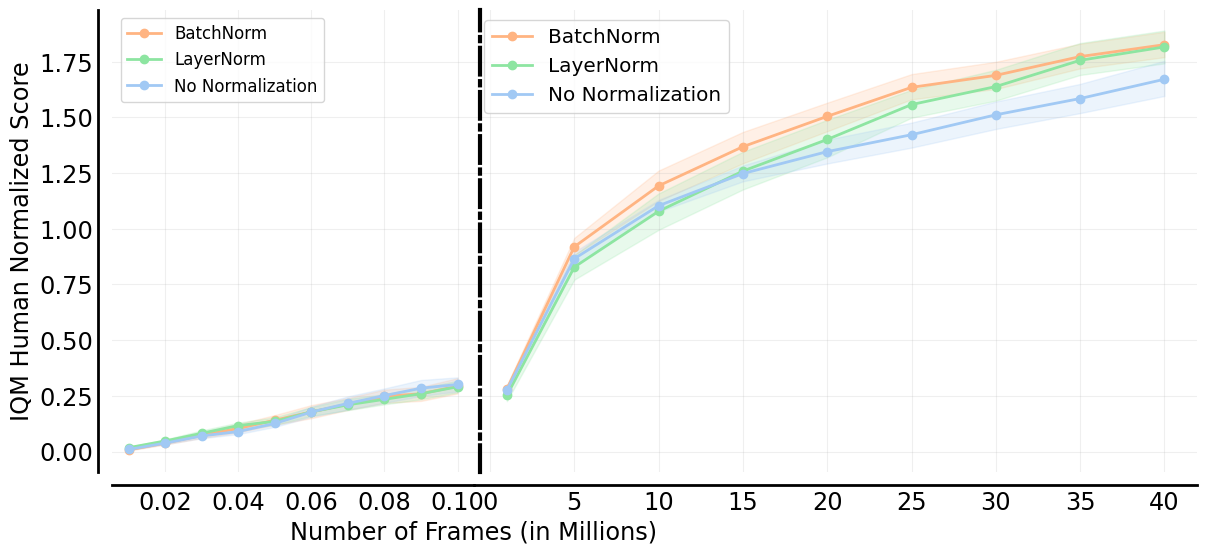 IQM Human Normalized Score
1.75
1.50
1.25
1.00
0.75
0.50
0.25
0.00
BatchNorm
LayerNorm
No Normalization
BatchNorm
LayerNorm
No Normalization
0.02 0.04 0.06 0.08 0.100 0 5 10 15 20 25 30 35 40
Number of Frames (in Millions)